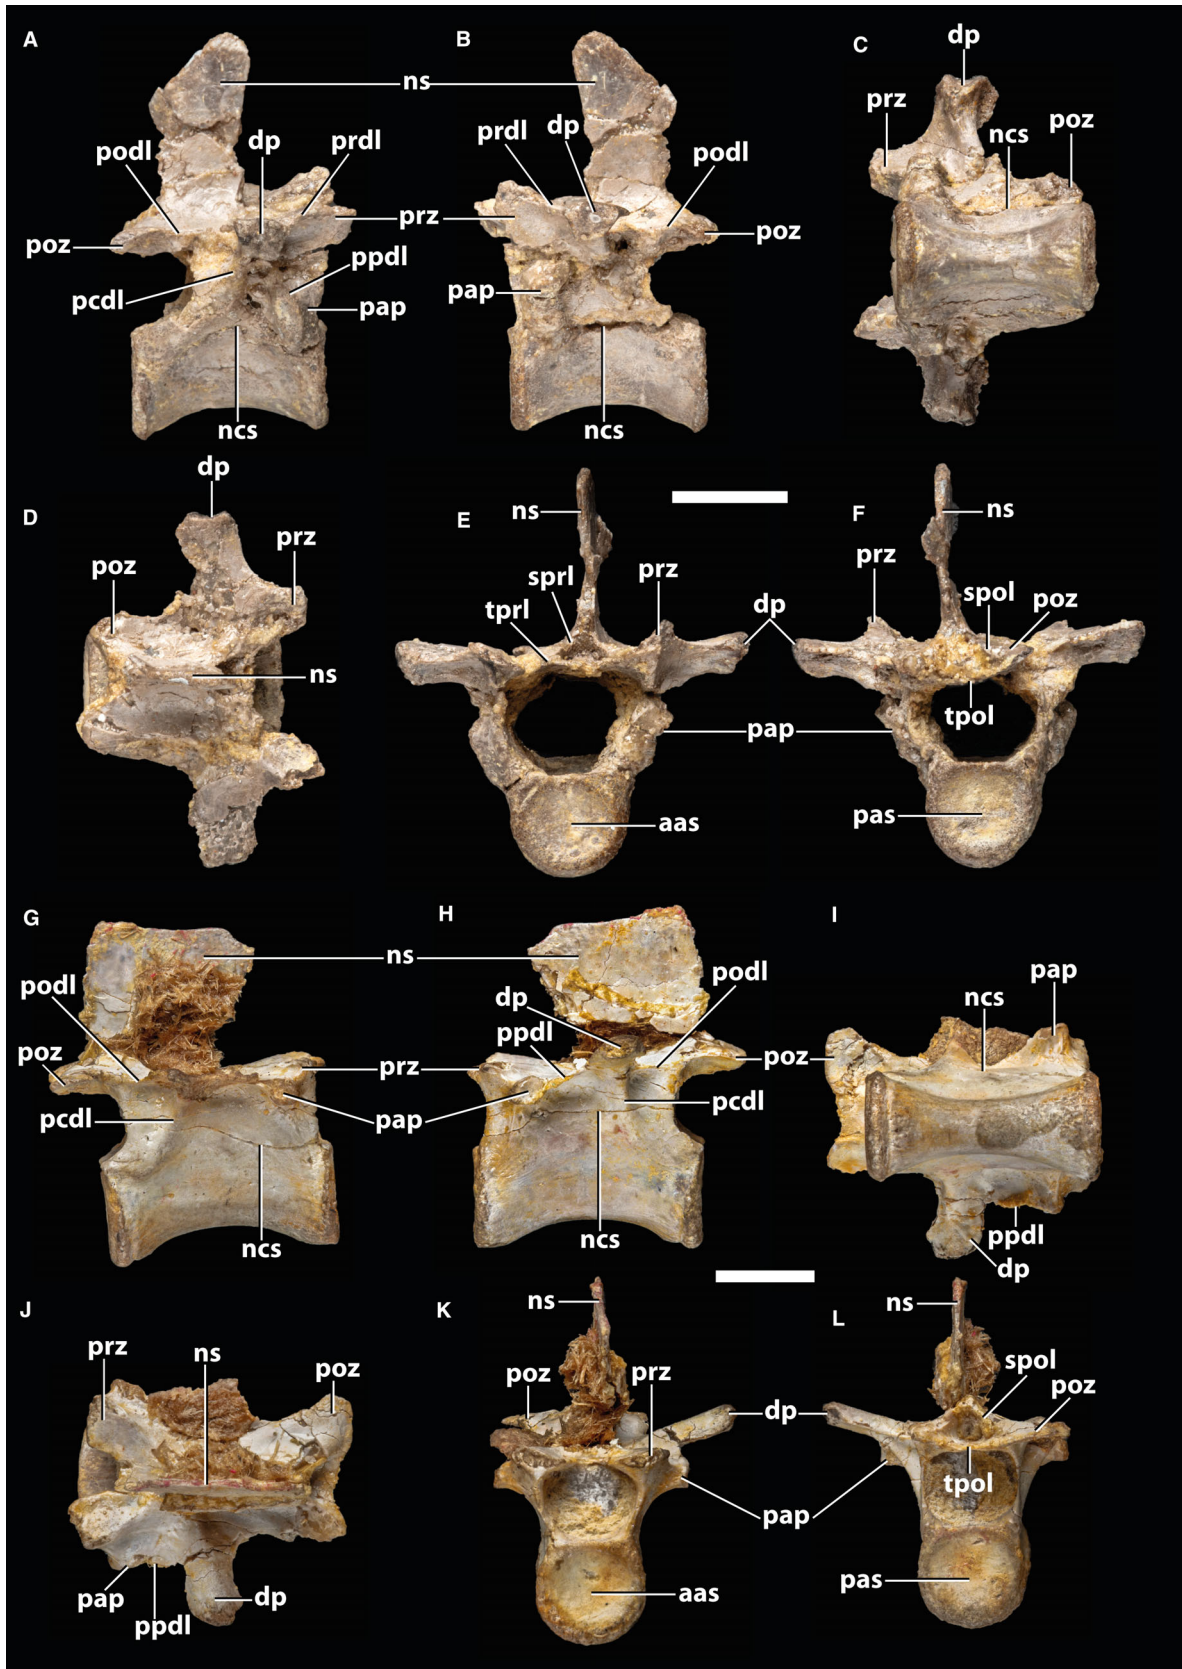 A
B
C
ns
dp
prz
ncs
poz
podl
dp
prdl
prdl
dp
podl
poz
prz
poz
pcdl
ppdl
pap
pap
ncs
ncs
D
dp
prz
poz
ns
E
ns
sprl
tprl
prz
dp
pap
aas
F
ns
prz
spol
poz
tpol
pas
G
H
I
ns
podl
poz
pcdl
prz
pap
ncs
dp
ppdl
podl
poz
pcdl
ncs
ncs
pap
ppdl
dp
J
prz
ns
poz
pap
ppdl
dp
K
ns
poz
prz
dp
pap
aas
L
ns
spol
poz
tpol
pas